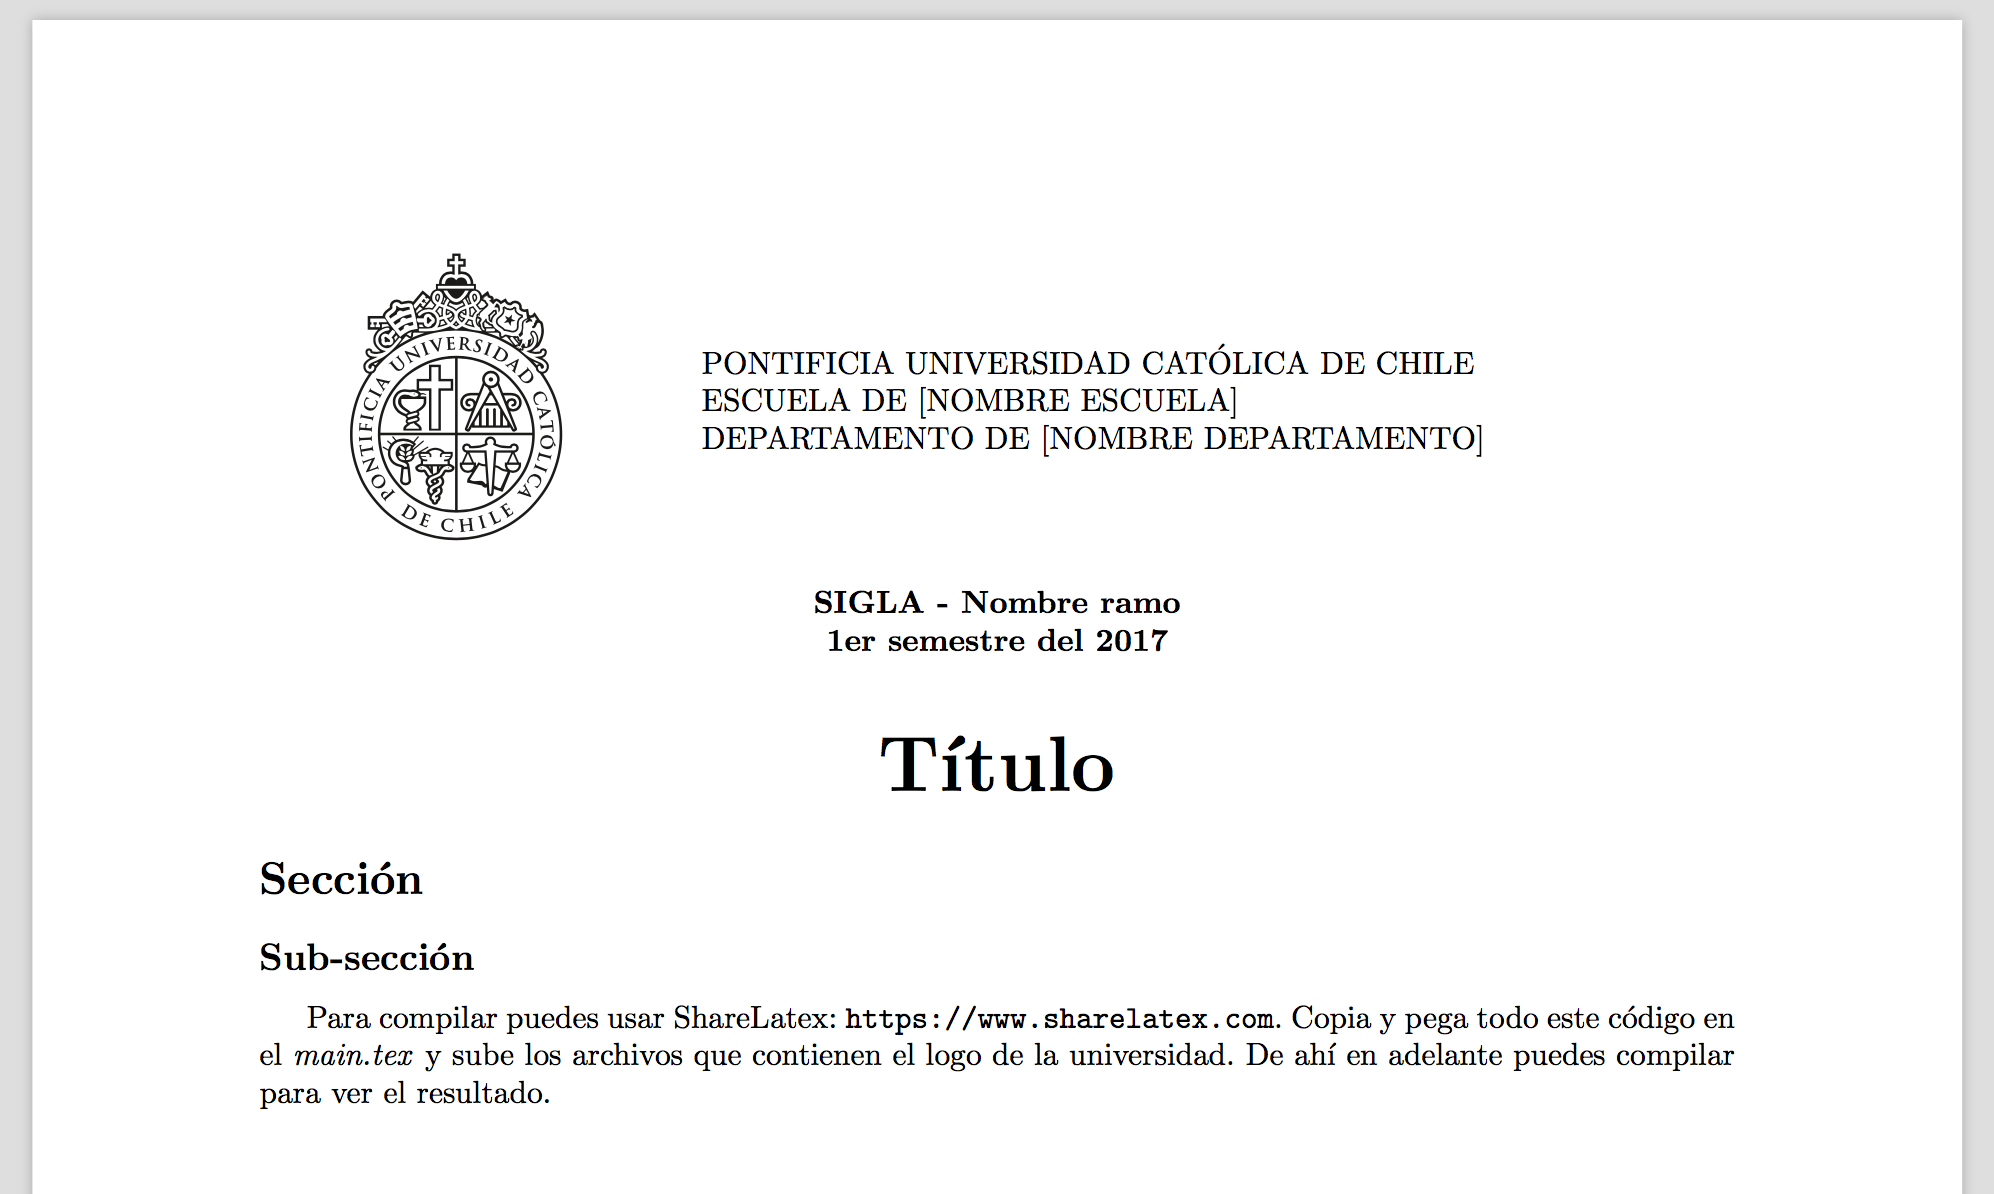 PONTIFICIA UNIVERSIDAD CATÓLICA DE CHILE
PONTIFICIA UNIVERSIDAD CATÓLICA DE CHILE
ESCUELA DE [NOMBRE ESCUELA]
DEPARTAMENTO DE [NOMBRE DEPARTAMENTO]
SIGLA - Nombre ramo
1er semestre del 2017
Título
Sección
Sub-sección
Para compilar puedes usar ShareLatex: https://www.sharelatex.com. Copia y pega todo este código en
el main.tex y sube los archivos que contienen el logo de la universidad. De ahí en adelante puedes compilar
para ver el resultado.